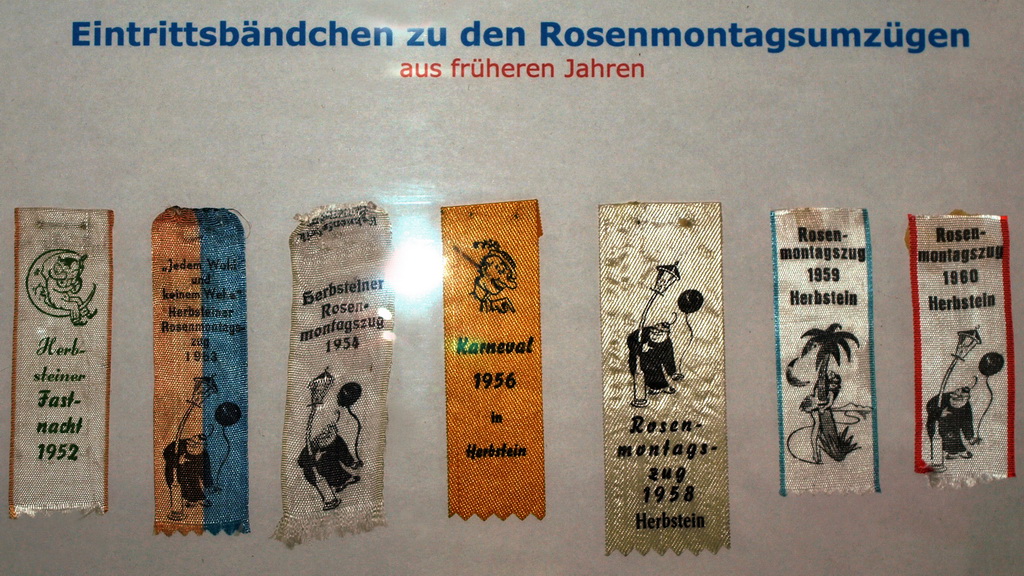 Eintrittsbändchen zu den Rosenmontagsumzügen
aus früheren Jahren
Herb-
steiner
Fast-
nacht
1952
„Jedem Wohl
und
keinem Weh."
Herbsteiner
Rosenmontags-
zug
Herbsteiner
Rosen-
montagszug
1954
Karneval
1956
in
Herbstein
Rosen-
montags-
zug
1958
Herbstein
Rosen-
montagszug
1959
Herbstein
Rosen-
montagszug
1960
Herbstein